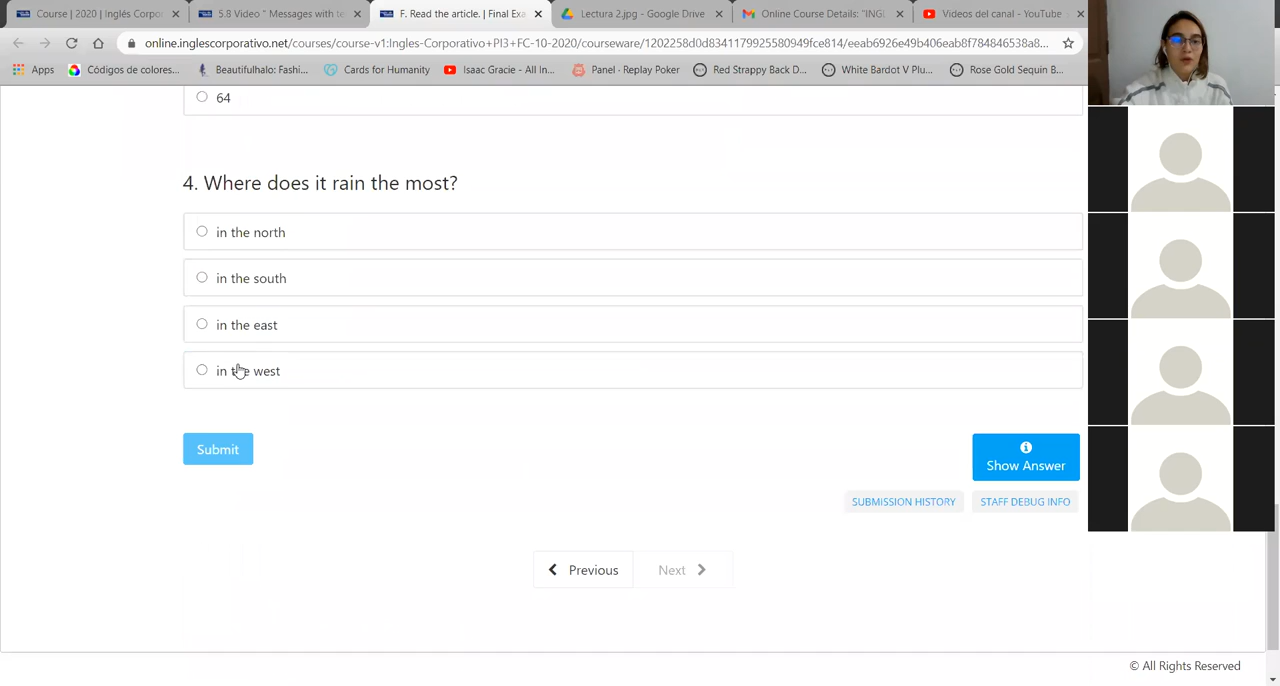 Course | 2020 | Inglés Corpo
5.8 Video " Messages with te
F. Read the article. | Final Exa
Lectura 2.jpg - Google Drive
Online Course Details: "INGL
Videos del canal - YouTube
online.inglescorporativo.net/courses/course-v1:Ingles-Corporativo+PI3+FC-10-2020/courseware/1202258d0d8341179925580949fce814/eeab6926e49b406eab8f784846538a8...
Apps
Códigos de colores...
Beautifulhalo: Fashi...
Cards for Humanity
Isaac Gracie - All In...
Panel · Replay Poker
Red Strappy Back D...
White Bardot V Plu...
Rose Gold Sequin B...
64
4. Where does it rain the most?
in the north
in the south
in the east
in the west
Submit
Show Answer
SUBMISSION HISTORY
STAFF DEBUG INFO
Previous
Next
© All Rights Reserved